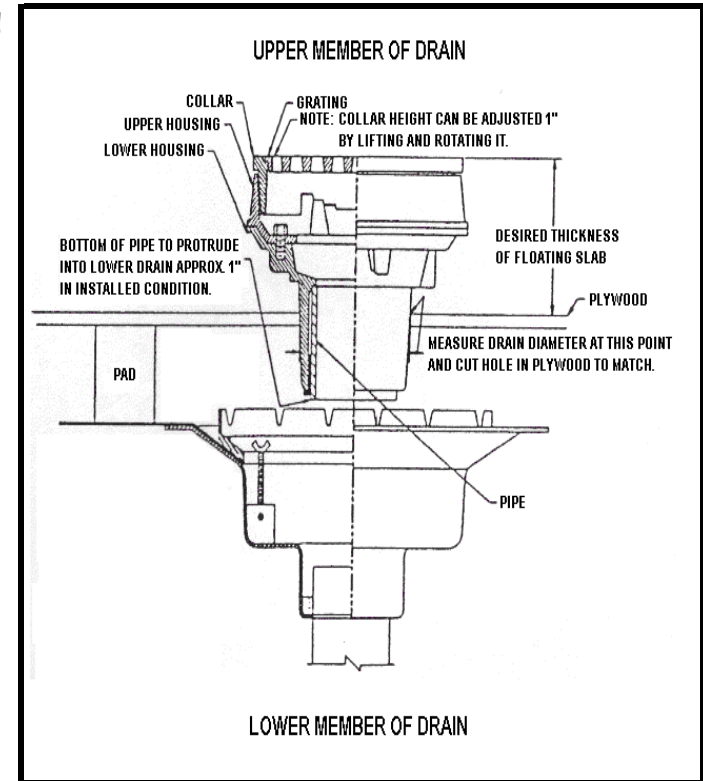 UPPER MEMBER OF DRAIN
COLLAR
GRATING
NOTE: COLLAR HEIGHT CAN BE ADJUSTED 1"
BY LIFTING AND ROTATING IT.
UPPER HOUSING
LOWER HOUSING
BOTTOM OF PIPE TO PROTRUDE
INTO LOWER DRAIN APPROX. 1"
IN INSTALLED CONDITION.
DESIRED THICKNESS
OF FLOATING SLAB
PLYWOOD
MEASURE DRAIN DIAMETER AT THIS POINT
AND CUT HOLE IN PLYWOOD TO MATCH.
PAD
PIPE
LOWER MEMBER OF DRAIN